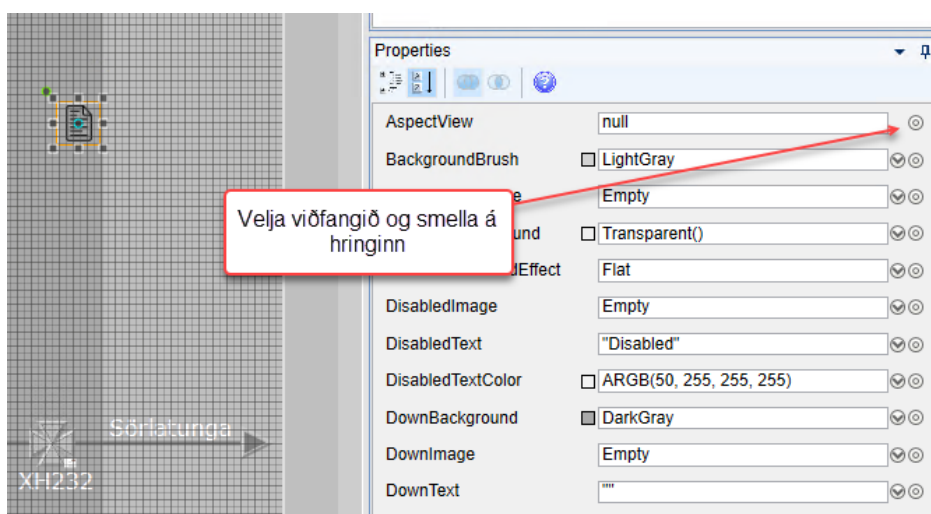 Properties
AspectView
null
BackgroundBrush
LightGray
e
Empty
Velja viðfangið og smella á
hringinn
und
Transparent()
dEffect
Flat
DisabledImage
Empty
DisabledText
"Disabled"
DisabledTextColor
ARGB(50, 255, 255, 255)
DownBackground
DarkGray
DownImage
Empty
DownText
""
Sörlatunga
XH232